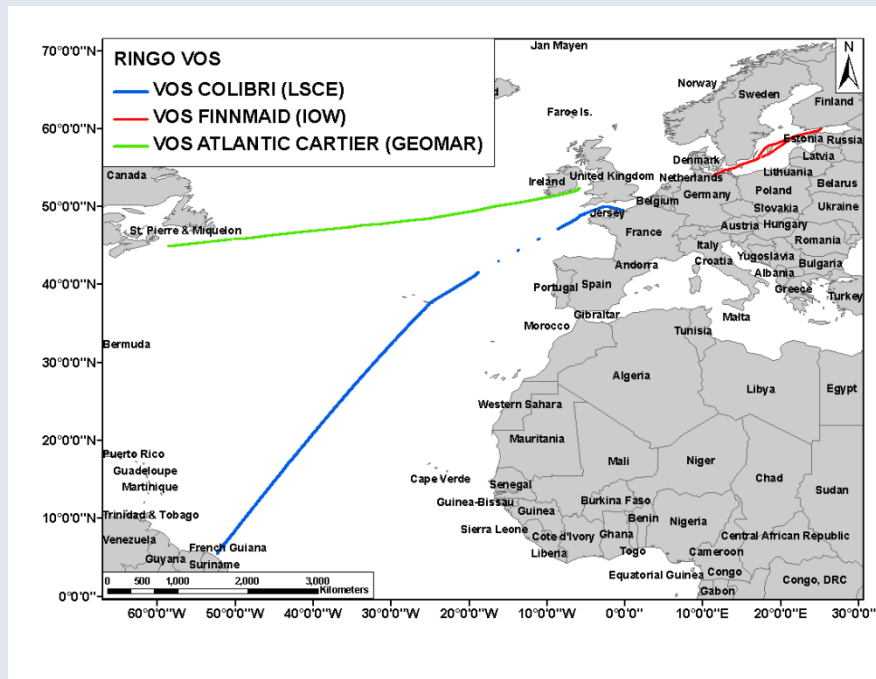 70°0'0"N
60°0'0"N
50°0'0"N
40°0'0"N
30°0'0"N
20°0'0"N
10°0'0"N
0°0'0"
RINGO VOS
VOS COLIBRI (LSCE)
VOS FINNMAID (IOW)
VOS ATLANTIC CARTIER (GEOMAR)
Jan Mayen
N
Norway
Sweden
Finland
Faroe Is.
Estonia
Russia
Latvia
Denmark
Lithuania
Canada
Ireland
United Kingdom
Netherlands
Germany
Poland
Belarus
Belgium
Jersey
Slovakia
Ukraine
St. Pierre & Miquelon
France
Austria
Hungary
Romania
Italy
Croatia
Yugoslavia
Bulgaria
Andorra
Albania
Portugal
Spain
Greece
Turkey
Gibraltar
Malta
Morocco
Tunisia
Bermuda
Algeria
Libya
Egypt
Western Sahara
Mauritania
Puerto Rico
Guadeloupe
Martinique
Cape Verde
Mali
Niger
Chad
Sudan
Senegal
Guinea-Bissau
Burkina Faso
Guinea
Benin
Nigeria
Trinidad & Tobago
Sierra Leone
Cote d'Ivory
Ghana
Central African Republic
Venezuela
French Guiana
Guyana
Suriname
Liberia
Togo
Cameroon
Equatorial Guinea
Congo
Congo, DRC
Gabon
0 500 1,000 2,000 3,000
Kilometers
60°0'0"W 50°0'0"W 40°0'0"W 30°0'0"W 20°0'0"W 10°0'0"W 0°0'0" 10°0'0"E 20°0'0"E 30°0'0"